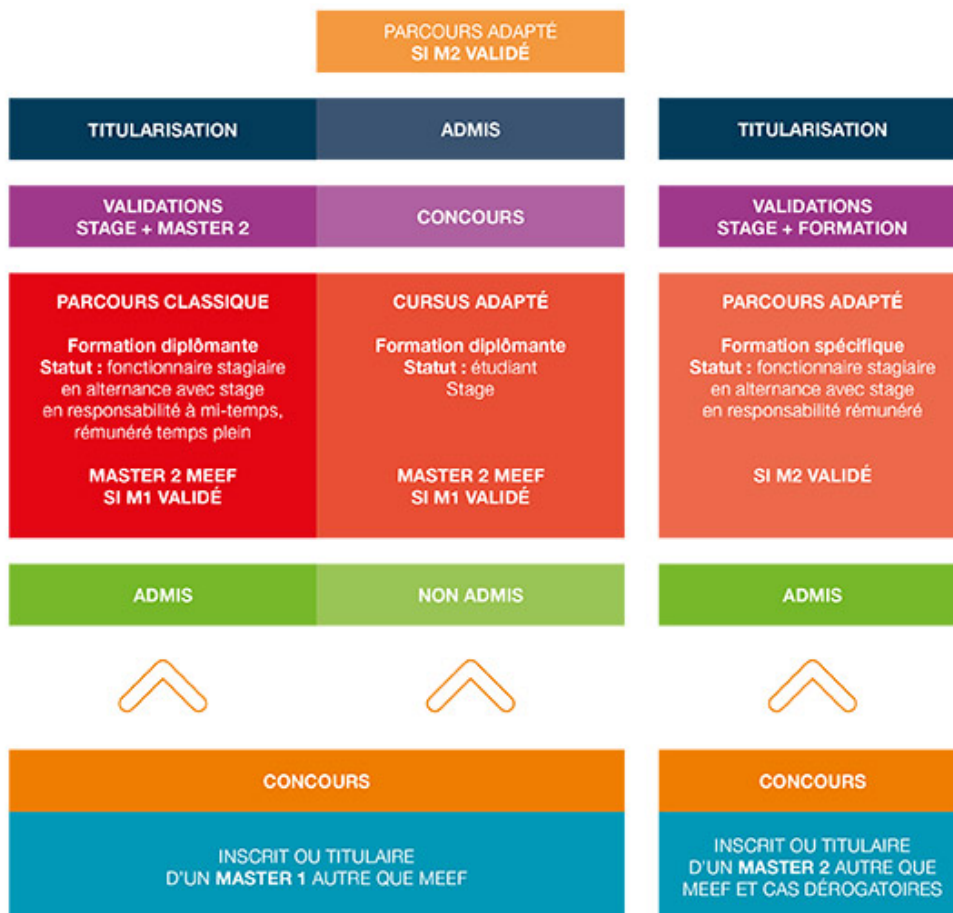 PARCOURS ADAPTÉ
SI M2 VALIDÉ
TITULARISATION
ADMIS
TITULARISATION
VALIDATIONS
STAGE + MASTER 2
CONCOURS
VALIDATIONS
STAGE + FORMATION
PARCOURS CLASSIQUE
Formation diplômante
Statut : fonctionnaire stagiaire
en alternance avec stage
en responsabilité à mi-temps,
rémunéré temps plein
MASTER 2 MEEF
SI M1 VALIDÉ
CURSUS ADAPTÉ
Formation diplômante
Statut : étudiant
Stage
MASTER 2 MEEF
SI M1 VALIDÉ
PARCOURS ADAPTÉ
Formation spécifique
Statut : fonctionnaire stagiaire
en alternance avec stage
en responsabilité rémunéré
SI M2 VALIDÉ
ADMIS
NON ADMIS
ADMIS
CONCOURS
INSCRIT OU TITULAIRE
D'UN MASTER 1 AUTRE QUE MEEF
CONCOURS
INSCRIT OU TITULAIRE
D'UN MASTER 2 AUTRE QUE
MEEF ET CAS DÉROGATOIRES